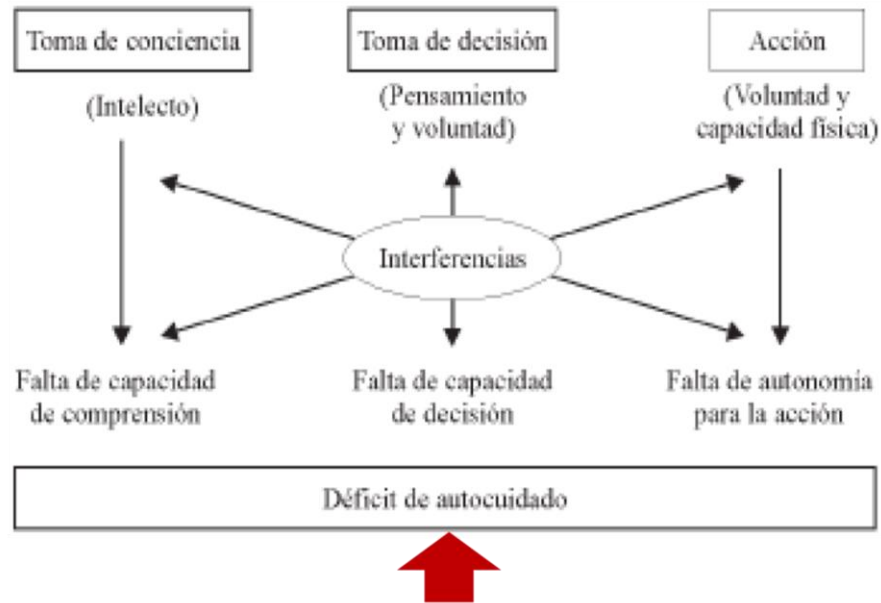 Toma de conciencia
Toma de decisión
Acción
(Intelecto)
(Pensamiento
y voluntad)
(Voluntad y
capacidad física)
Interferencias
Falta de capacidad
de comprensión
Falta de capacidad
de decisión
Falta de autonomía
para la acción
Déficit de autocuidado